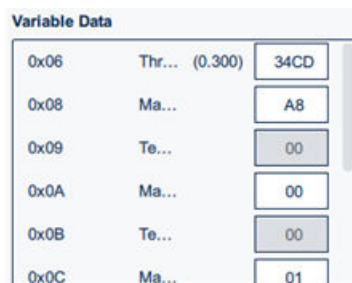 Variable Data
0x06 Thr... (0.300) 34CD
0x08 Ma... A8
0x09 Te... 00
0x0A Ma... 00
0x0B Te... 00
0x0C Ma... 01